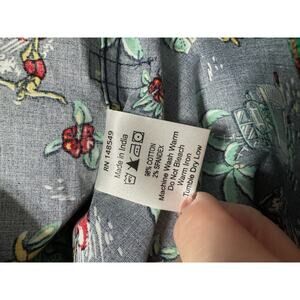 RN 148549
Made in India
98% COTTON
2% SPANDEX
Machine Wash Warm
Do Not Bleach
Warm Iron
Tumble Dry Low